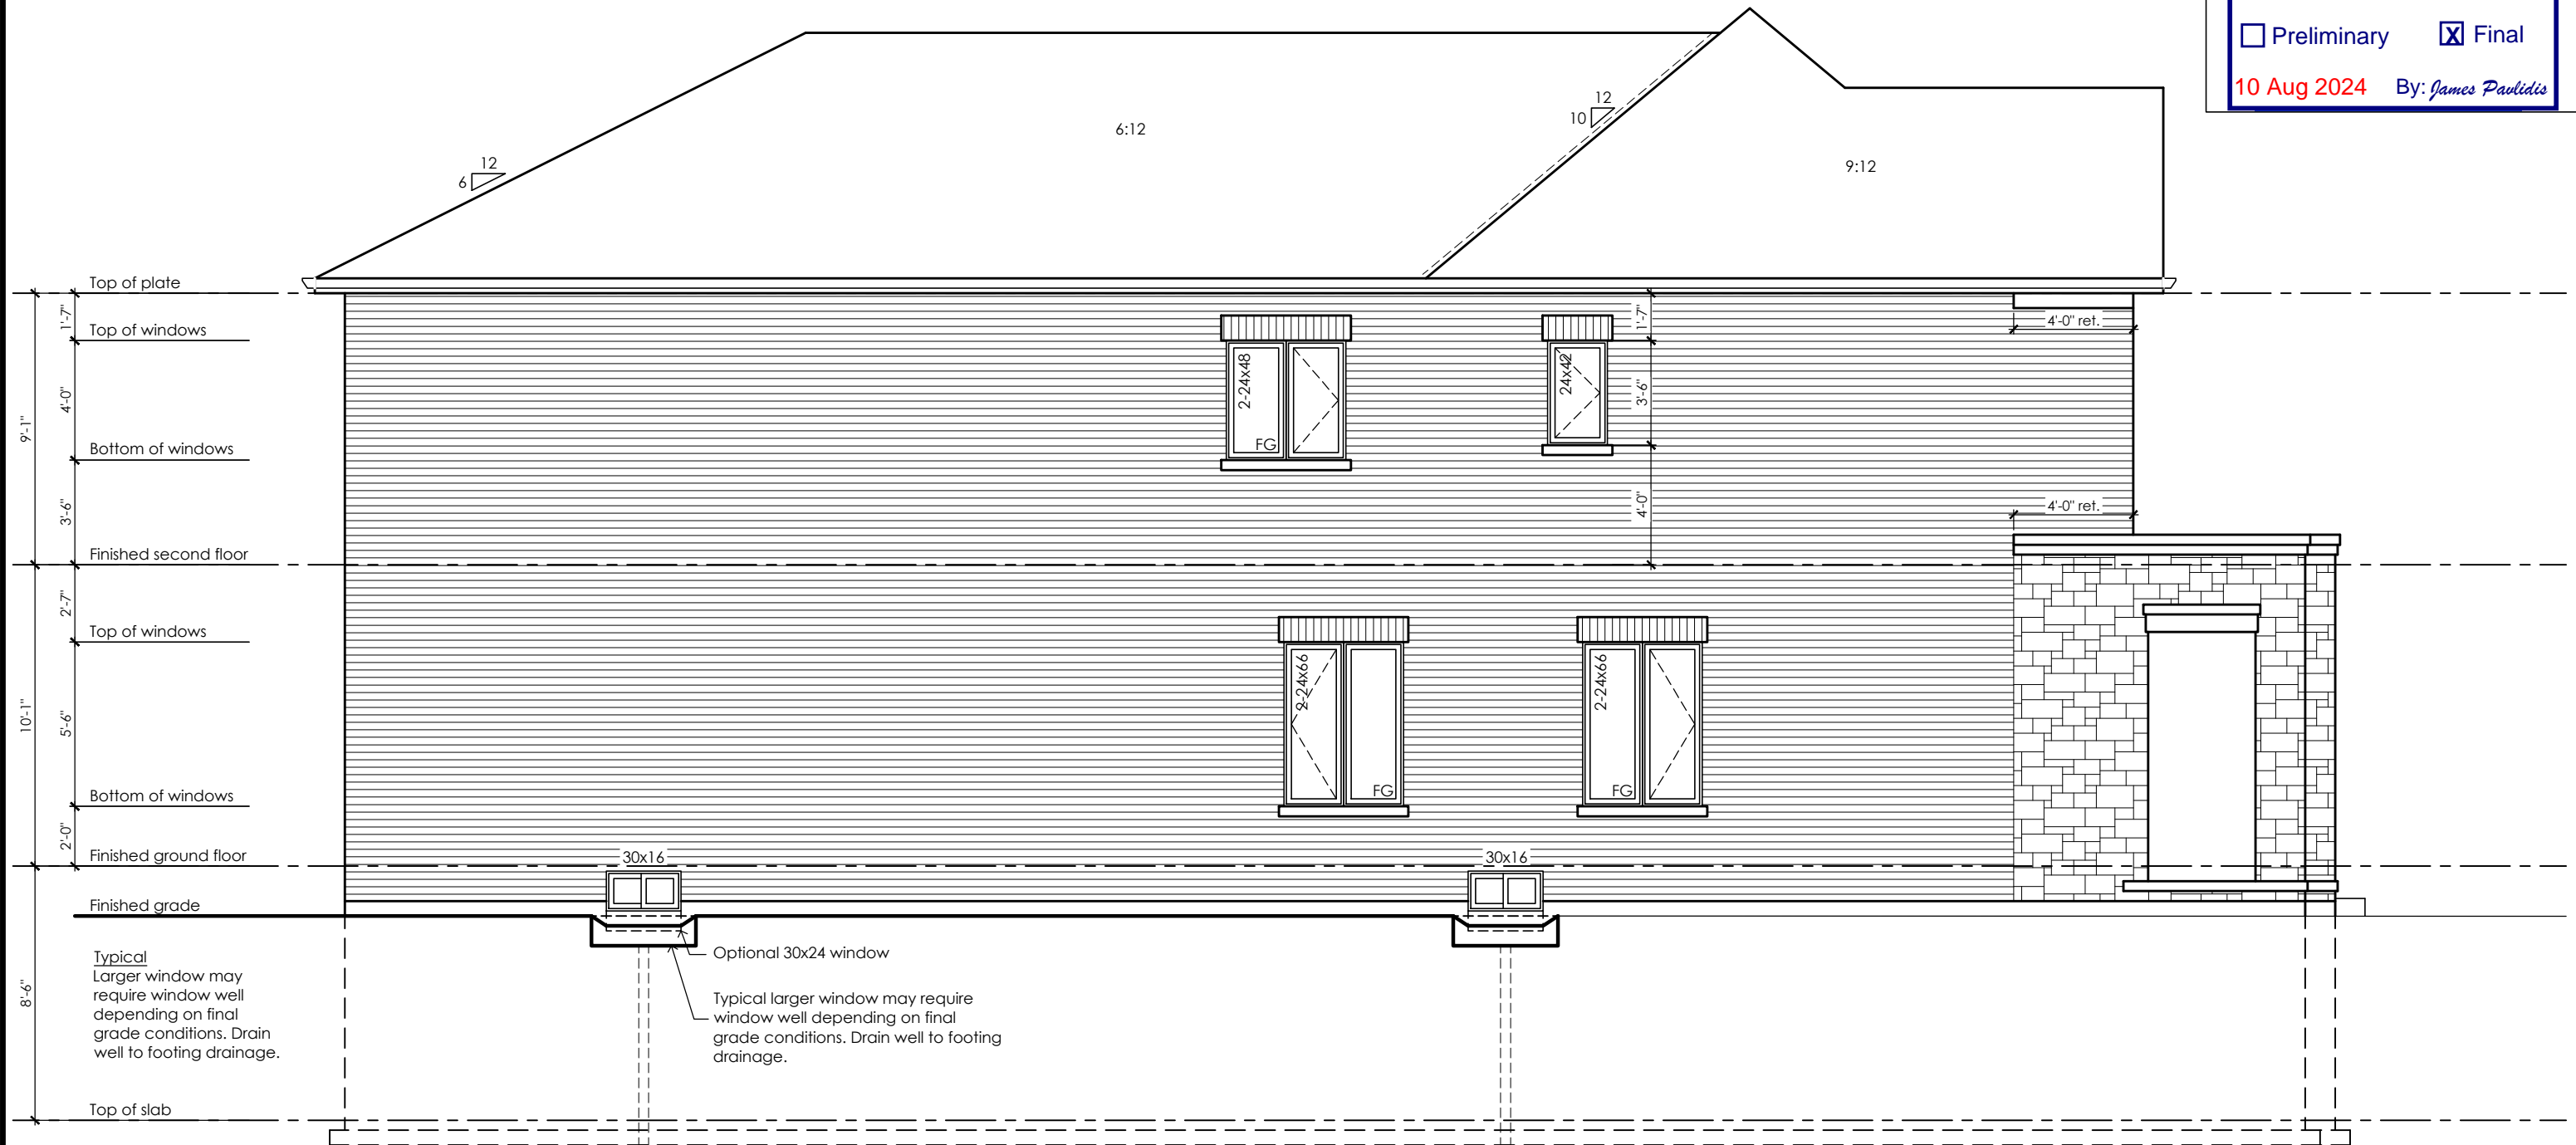 Preliminary
X Final
10 Aug 2024
By: James Pavlidis
12
6
6:12
12
10
9:12
Top of plate
1'-7"
Top of windows
4'-0"
9'-1"
Bottom of windows
3'-6"
Finished second floor
2'-7"
Top of windows
10'-1"
5'-6"
Bottom of windows
2'-0"
Finished ground floor
Finished grade
8'-6"
Top of slab
2-24x48
FG
24x42
1'-7"
3'-6"
4'-0"
4'-0" ret.
4'-0" ret.
2-24x66
FG
2-24x66
FG
30x16
30x16
Typical
Larger window may
require window well
depending on final
grade conditions. Drain
well to footing drainage.
Optional 30x24 window
Typical larger window may require
window well depending on final
grade conditions. Drain well to footing
drainage.